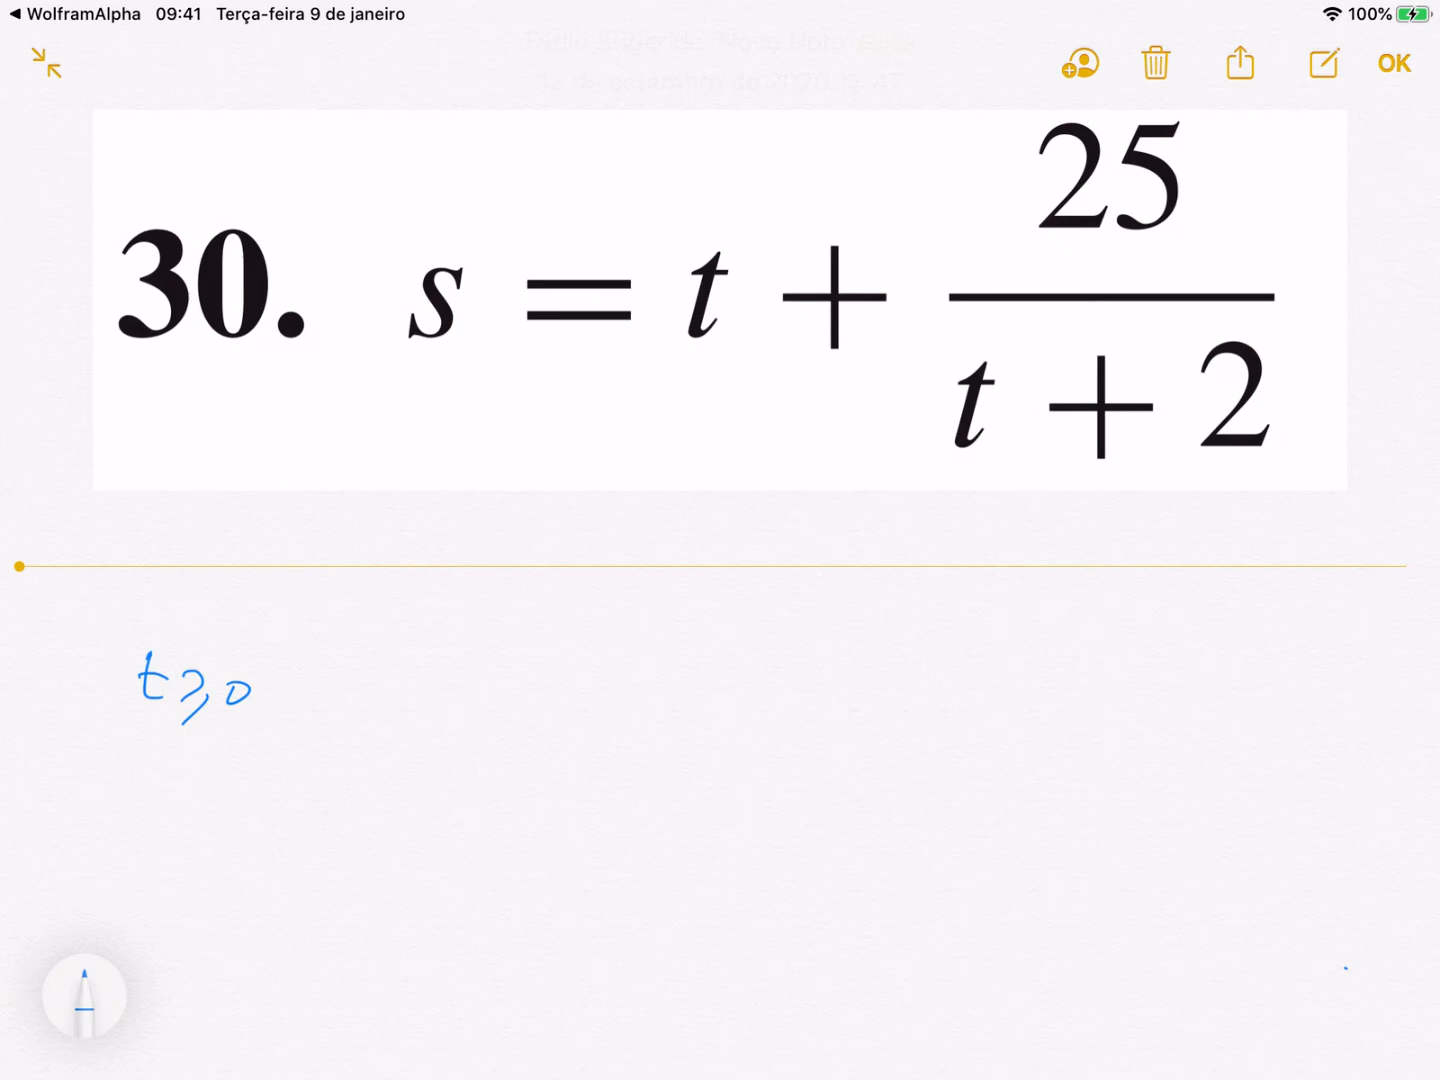 ◀ WolframAlpha 09:41 Terça-feira 9 de janeiro 100%
OK
30. s = t + 25/(t + 2)
t ⩾ 0